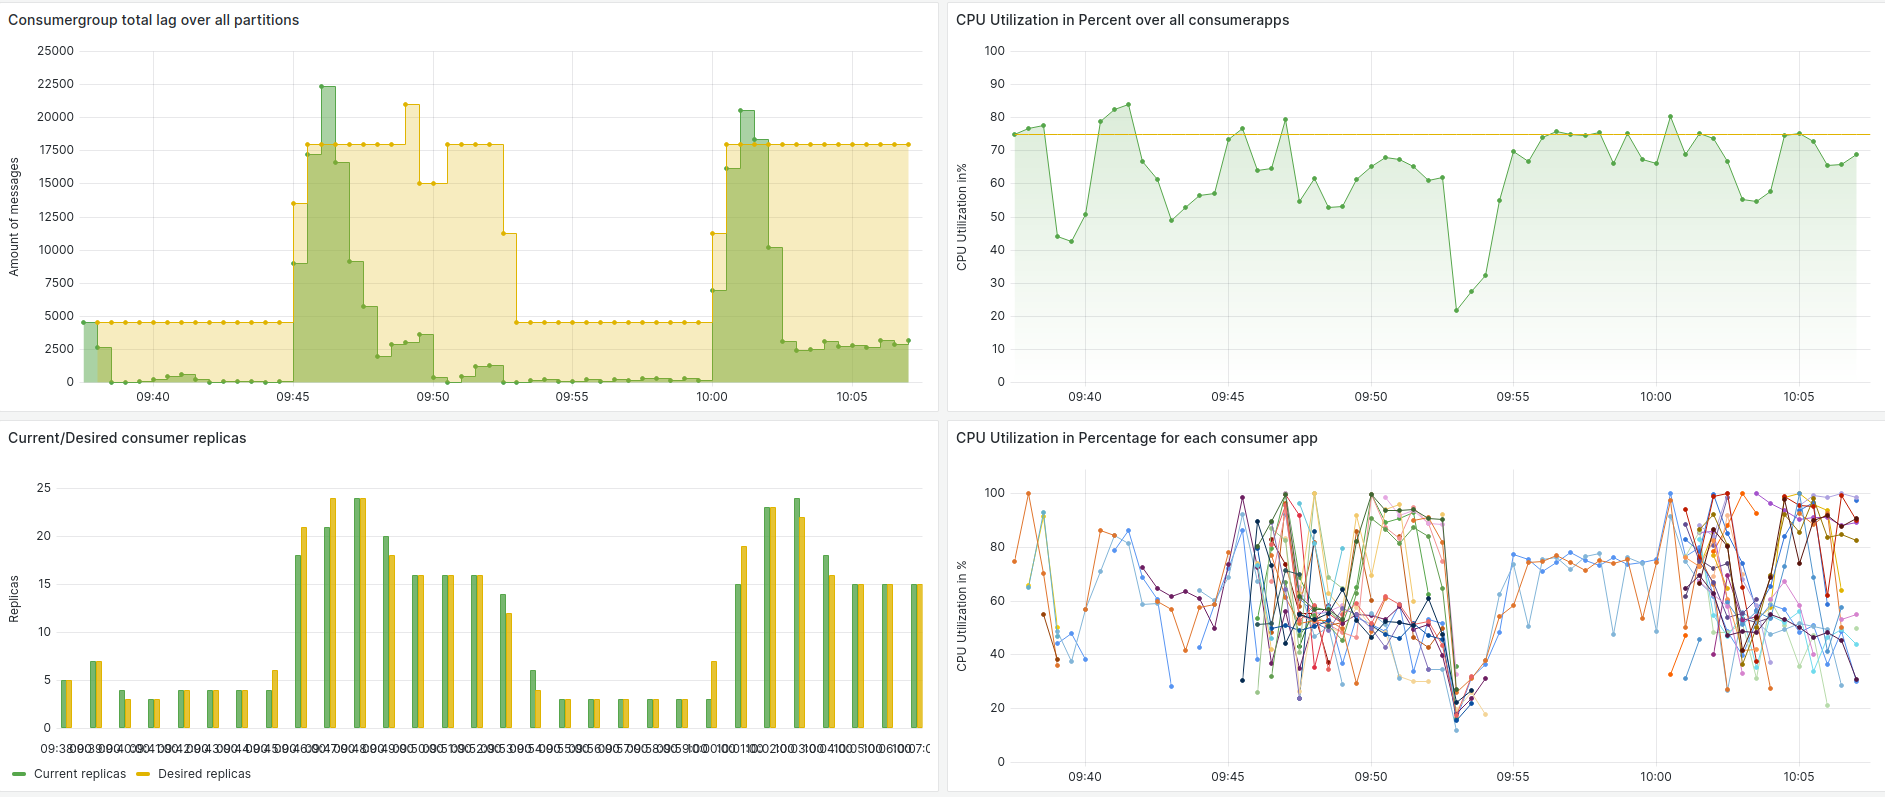 Consumergroup total lag over all partitions
Amount of messages
25000
22500
20000
17500
15000
12500
10000
7500
5000
2500
0
09:40 09:45 09:50 09:55 10:00 10:05
CPU Utilization in Percent over all consumerapps
CPU Utilization in%
100
90
80
70
60
50
40
30
20
10
0
09:40 09:45 09:50 09:55 10:00 10:05
Current/Desired consumer replicas
Replicas
25
20
15
10
5
0
Current replicas Desired replicas
CPU Utilization in Percentage for each consumer app
CPU Utilization in %
100
80
60
40
20
0
09:40 09:45 09:50 09:55 10:00 10:05